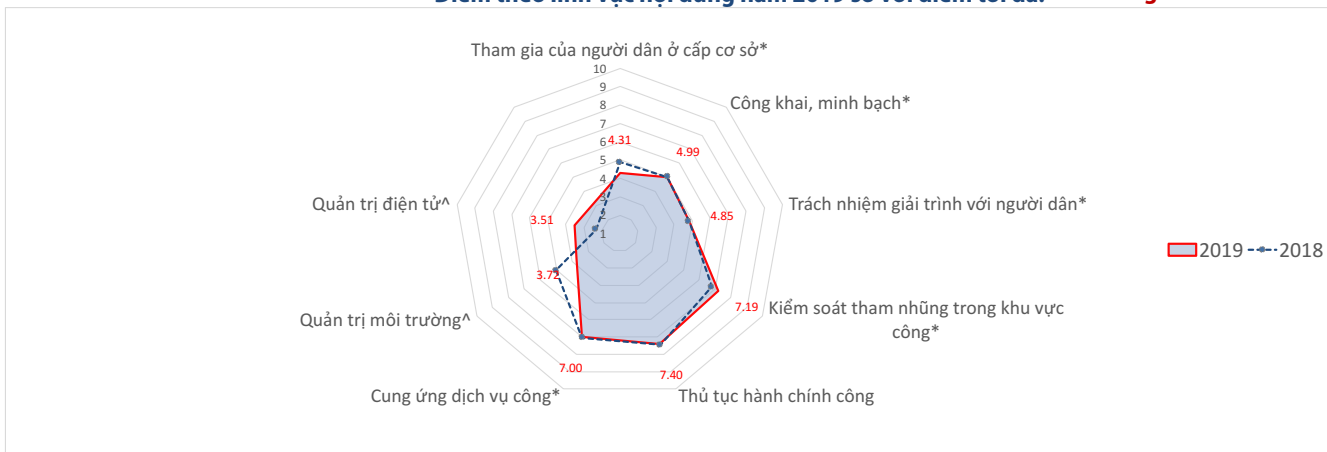 Tham gia của người dân ở cấp cơ sở*
10
9
8
7
6
5
4
3
2
1
4.31
Công khai, minh bạch*
4.99
Trách nhiệm giải trình với người dân*
4.85
Kiểm soát tham nhũng trong khu vực
công*
7.19
Thủ tục hành chính công
7.40
Cung ứng dịch vụ công*
7.00
Quản trị môi trường^
3.72
Quản trị điện tử^
3.51
2019
2018